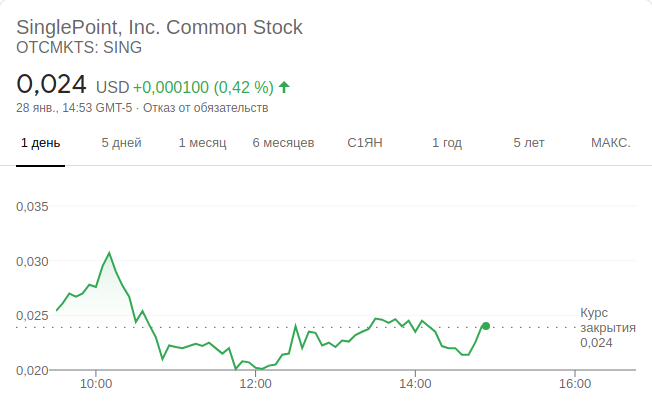 SinglePoint, Inc. Common Stock
OTCMKTS: SING
0,024 USD +0,000100 (0,42 %)
28 янв., 14:53 GMT-5 · Отказ от обязательств
1 день 5 дней 1 месяц 6 месяцев С1ЯН 1 год 5 лет МАКС.
0,035
0,030
0,025
Курс
закрытия
0,024
0,020
10:00 12:00 14:00 16:00